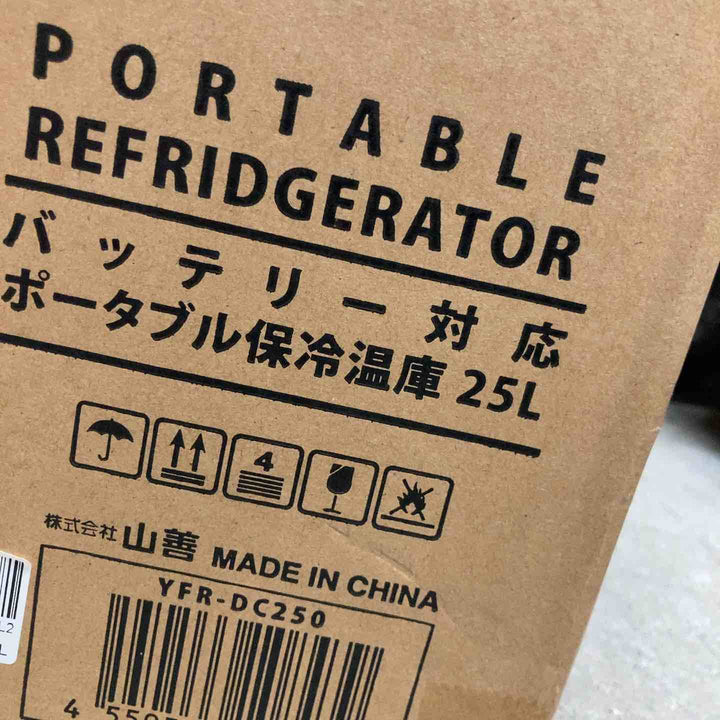 PORTABLE
REFRIDGERATOR
バッテリー対応
ポータブル保冷温庫 25L
4
株式会社 山善 MADE IN CHINA
YFR-DC250